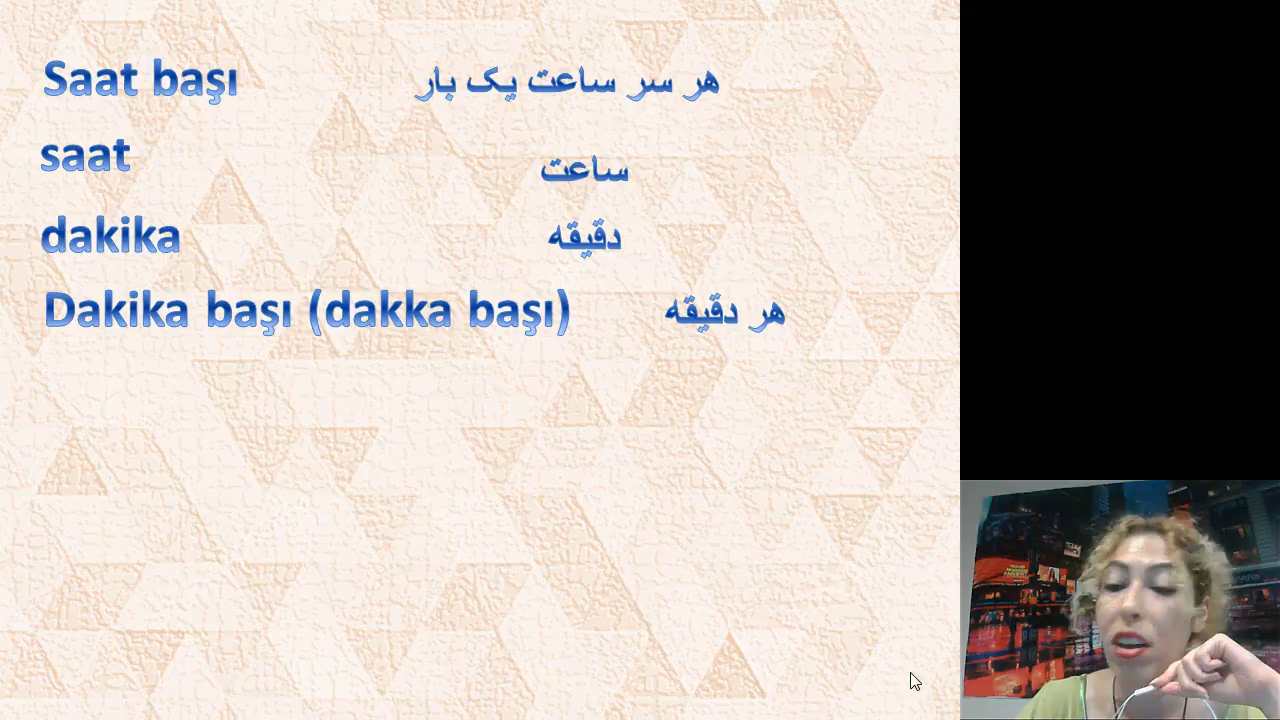 Saat başı هر سر ساعت یک بار
saat ساعت
dakika دقیقه
Dakika başı (dakka başı) هر دقیقه